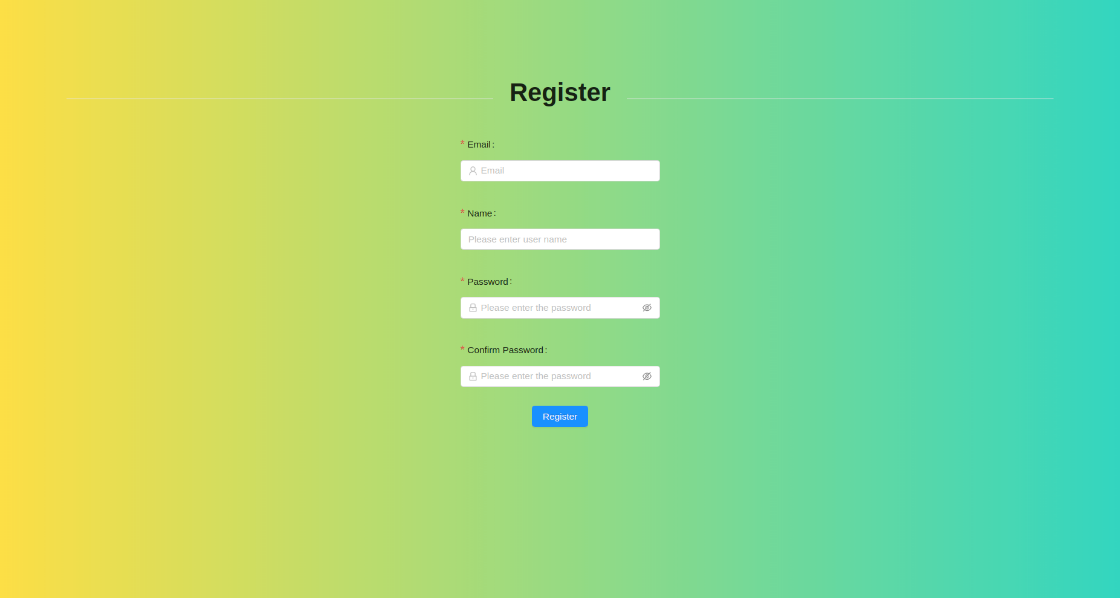 Register
* Email:
Email
* Name:
Please enter user name
* Password:
Please enter the password
* Confirm Password:
Please enter the password
Register